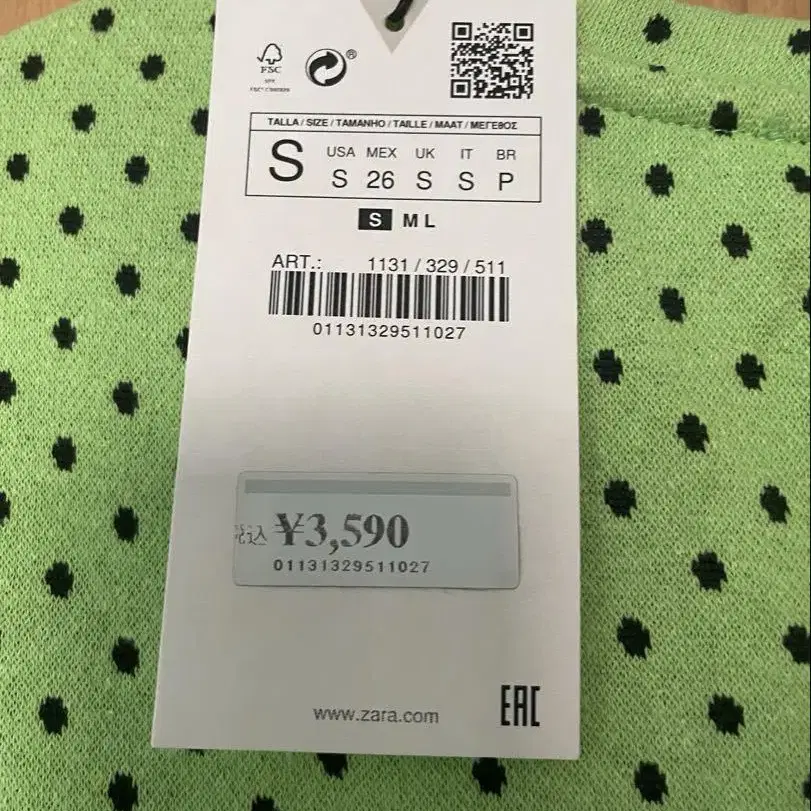 FSC
®
TALLA / SIZE / TAMANHO / TAILLE / MAAT / ΜΕΓΕΘΟΣ
S
USA MEX UK IT BR
S 26 S S P
S M L
ART.: 1131 / 329 / 511
01131329511027
税込 ¥3,590
01131329511027
www.zara.com
EAC